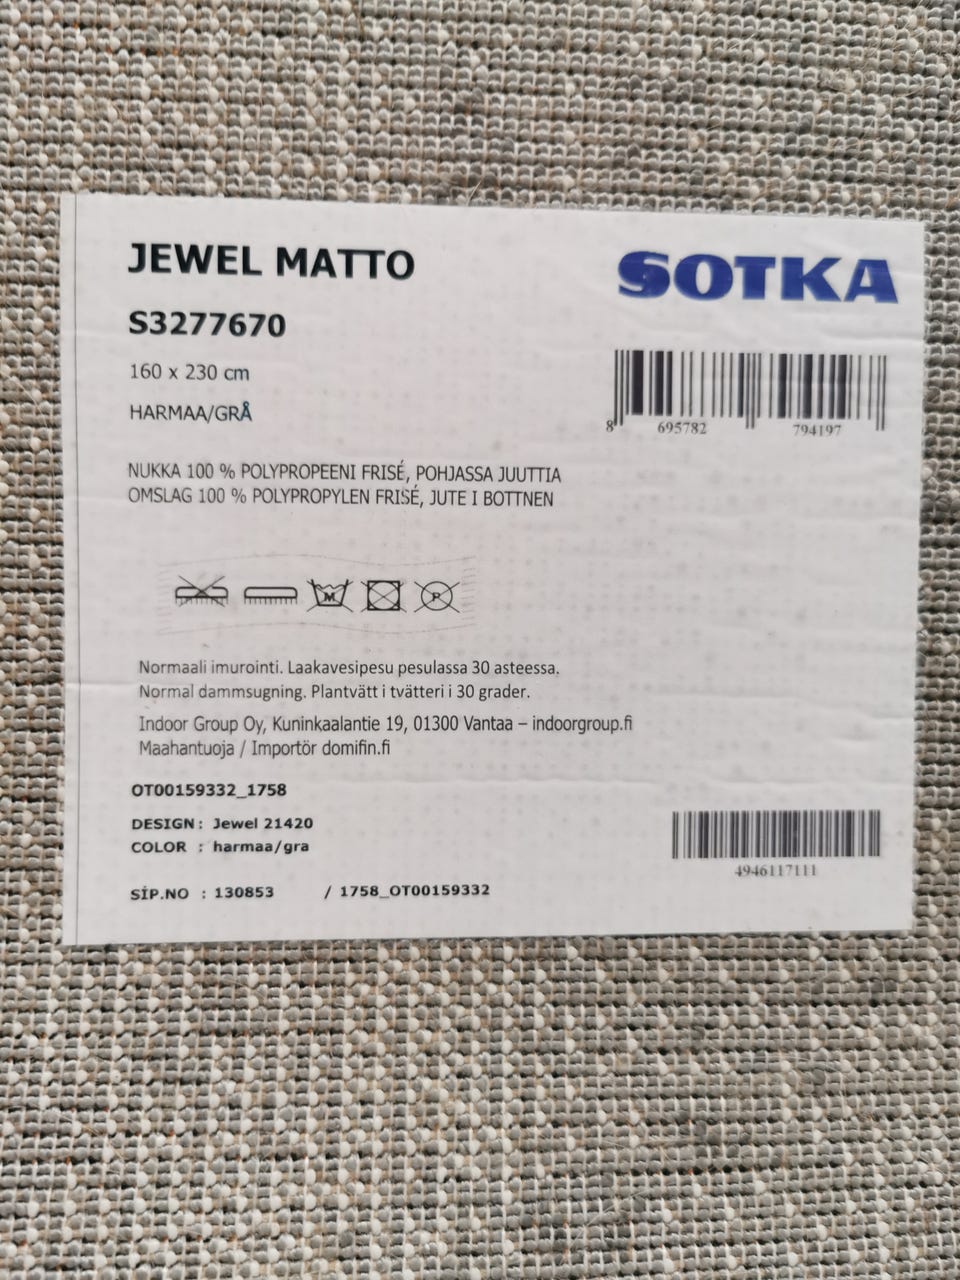 JEWEL MATTO
SOTKA
S3277670
160 x 230 cm
HARMAA/GRÅ
8 695782 794197
NUKKA 100 % POLYPROPEENI FRISÉ, POHJASSA JUUTTIA
OMSLAG 100 % POLYPROPYLEN FRISÉ, JUTE I BOTTNEN
M P
Normaali imurointi. Laakavesipesu pesulassa 30 asteessa.
Normal dammsugning. Plantvätt i tvätteri i 30 grader.
Indoor Group Oy, Kuninkaalantie 19, 01300 Vantaa – indoorgroup.fi
Maahantuoja / Importör domifin.fi
OT00159332_1758
DESIGN : Jewel 21420
COLOR : harmaa/gra
4946117111
SİP.NO : 130853 / 1758_OT00159332